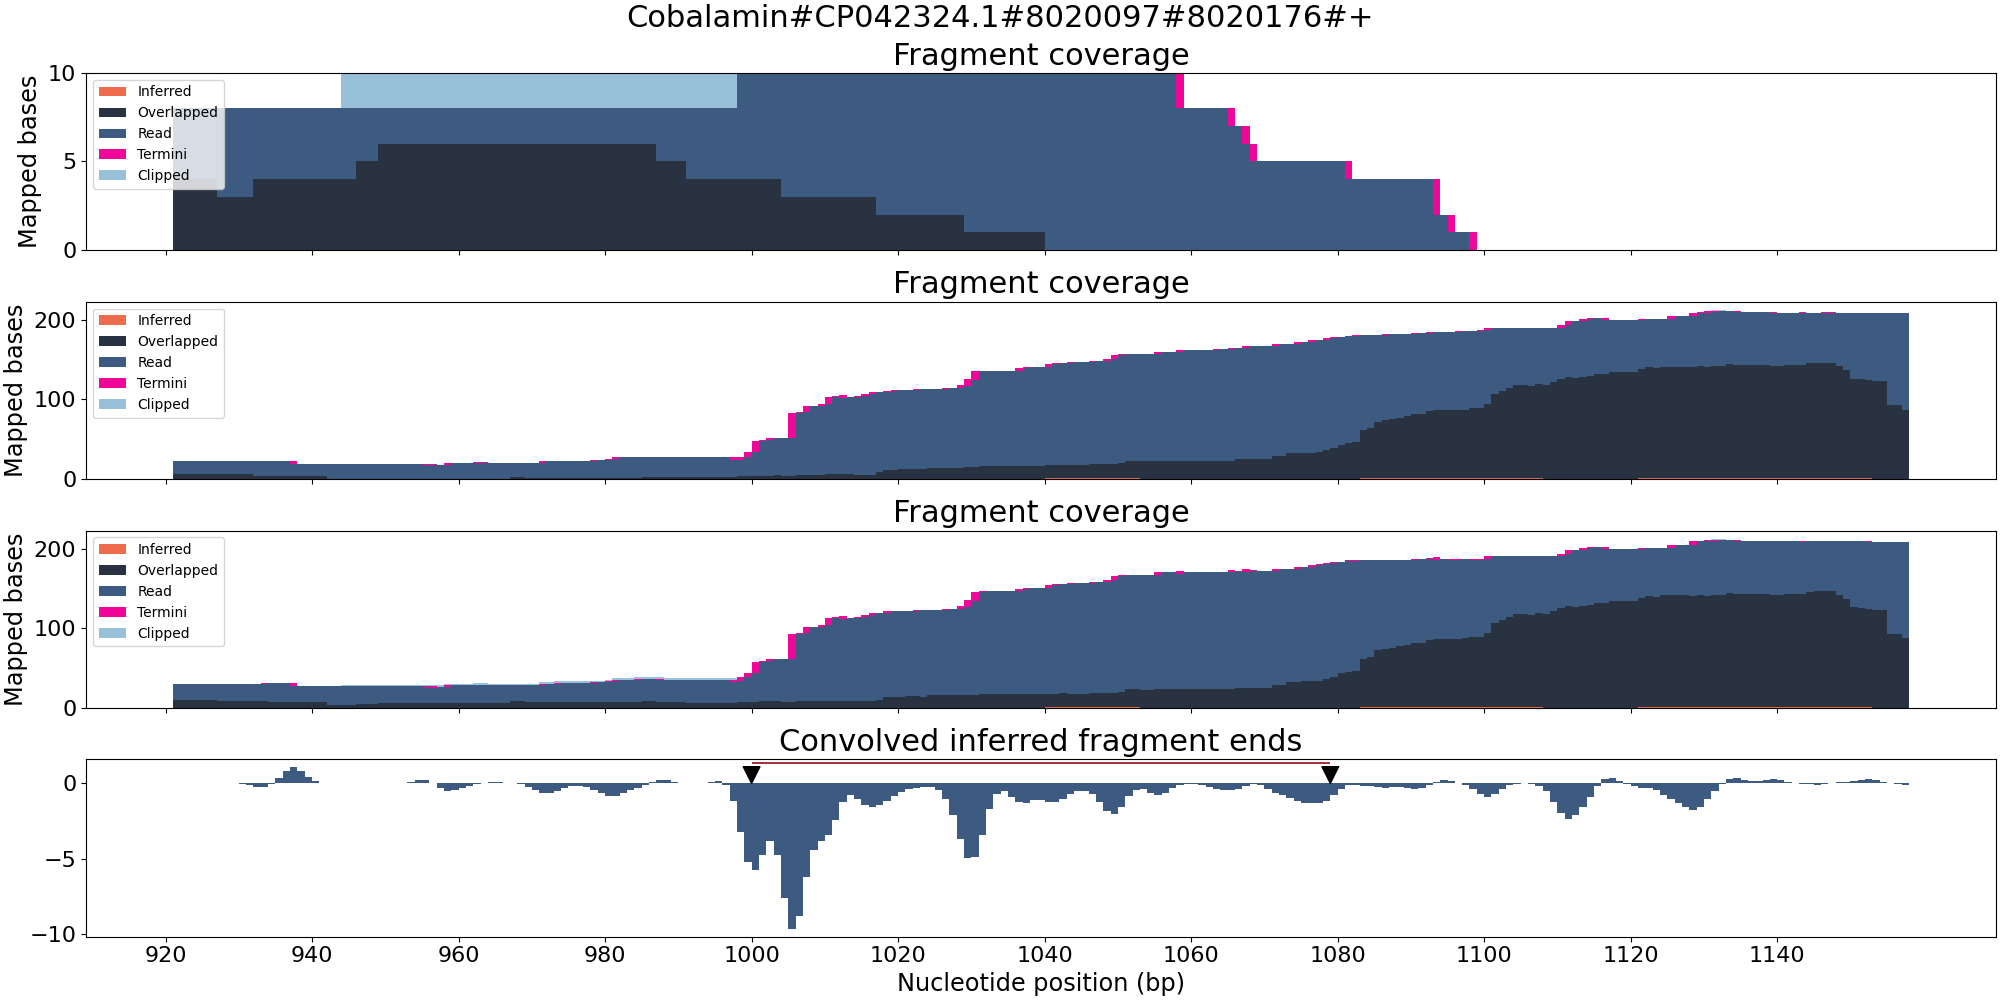 Cobalamin#CP042324.1#8020097#8020176#+
Fragment coverage
Mapped bases
10
5
0
Inferred
Overlapped
Read
Termini
Clipped
Fragment coverage
Mapped bases
200
100
0
Inferred
Overlapped
Read
Termini
Clipped
Fragment coverage
Mapped bases
200
100
0
Inferred
Overlapped
Read
Termini
Clipped
Convolved inferred fragment ends
0
−5
−10
920 940 960 980 1000 1020 1040 1060 1080 1100 1120 1140
Nucleotide position (bp)